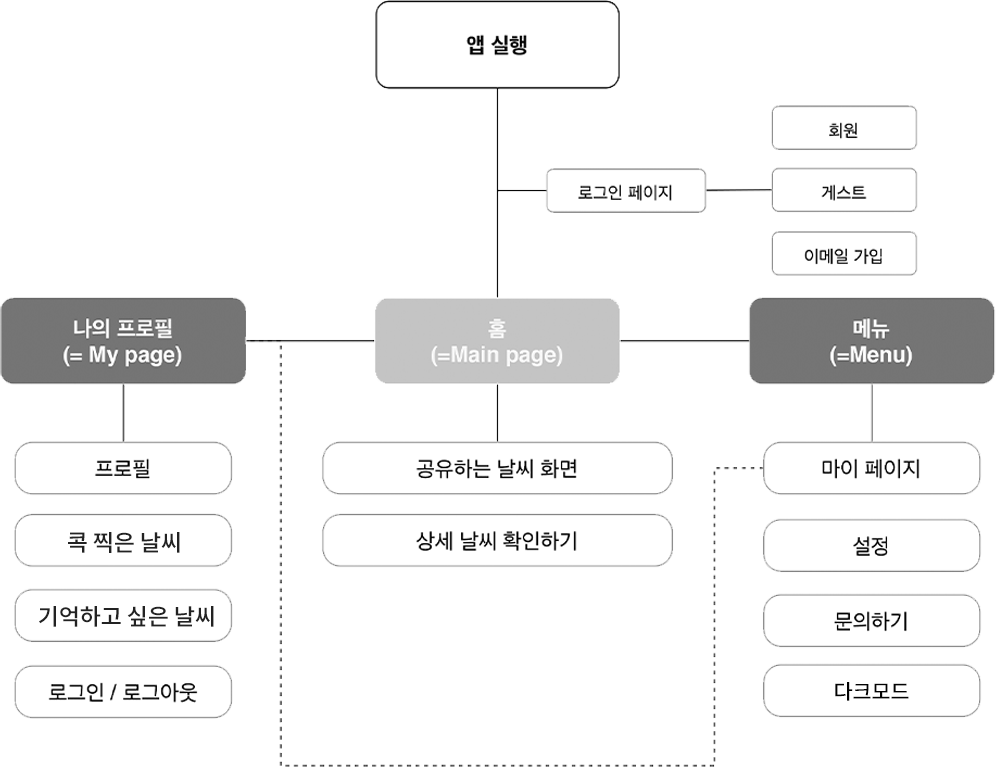 앱 실행
회원
로그인 페이지
게스트
이메일 가입
나의 프로필
(= My page)
홈
(=Main page)
메뉴
(=Menu)
프로필
콕 찍은 날씨
기억하고 싶은 날씨
로그인 / 로그아웃
공유하는 날씨 화면
상세 날씨 확인하기
마이 페이지
설정
문의하기
다크모드